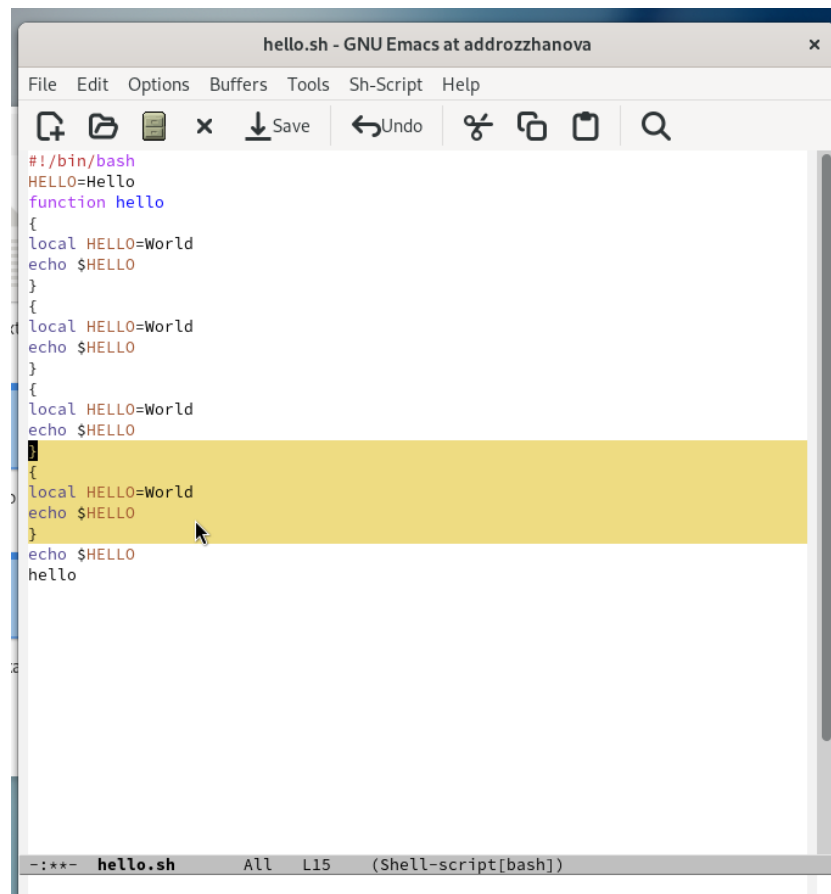 hello.sh - GNU Emacs at addrozzhanova ×
File Edit Options Buffers Tools Sh-Script Help
Save Undo
#!/bin/bash
HELLO=Hello
function hello
{
local HELLO=World
echo $HELLO
}
{
local HELLO=World
echo $HELLO
}
{
local HELLO=World
echo $HELLO
}
{
local HELLO=World
echo $HELLO
}
echo $HELLO
hello
-:**- hello.sh All L15 (Shell-script[bash])